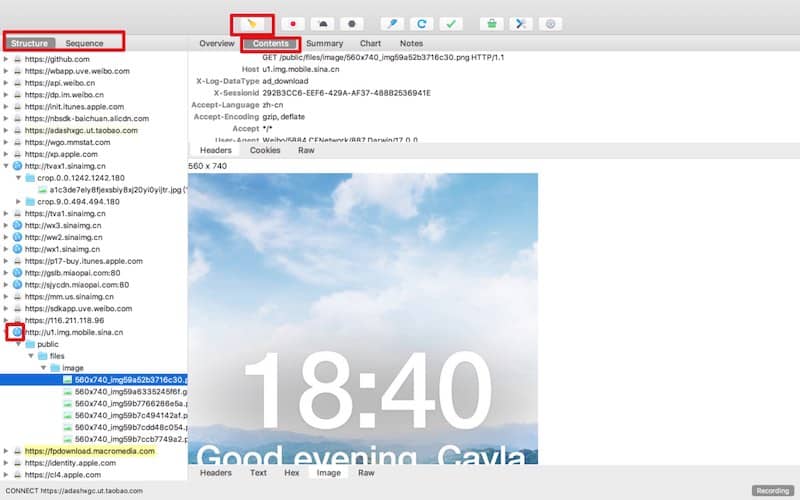 Structure
Sequence
Overview
Contents
Summary
Chart
Notes
https://github.com
https://wbapp.uve.weibo.com
https://api.weibo.cn
https://dp.im.weibo.cn
https://init.itunes.apple.com
https://nbsdk-baichuan.alicdn.com
https://adashxgc.ut.taobao.com
https://wgo.mmstat.com
https://xp.apple.com
http://tvax1.sinaimg.cn
crop.0.0.1242.1242.180
a1c3de7ely8fjexsbiy8xj20yi0yijtr.jpg (1
crop.9.0.494.494.180
https://tva1.sinaimg.cn
http://wx3.sinaimg.cn
http://ww2.sinaimg.cn
http://wx1.sinaimg.cn
https://p17-buy.itunes.apple.com
http://gslb.miaopai.com:80
http://sjycdn.miaopai.com:80
https://mm.us.sinaimg.cn
https://sdkapp.uve.weibo.com
https://116.211.118.96
http://u1.img.mobile.sina.cn
public
files
image
560x740_img59a52b3716c30.p
560x740_img59a6335245f6f.g
560x740_img59b7766286e5a.p
560x740_img59b7c494142af.p
560x740_img59b7cdd48c054.p
560x740_img59b7ccb7749a2.p
https://fpdownload.macromedia.com
https://identity.apple.com
https://cl4.apple.com
GET /public/files/image/560x740_img59a52b3716c30.png HTTP/1.1
Host u1.img.mobile.sina.cn
X-Log-DataType ad_download
X-Sessionid 292B3CC6-EEF6-429A-AF37-488B2536941E
Accept-Language zh-cn
Accept-Encoding gzip, deflate
Accept */*
User-Agent Weibo/5884 CFNetwork/887 Darwin/17.0.0
Headers
Cookies
Raw
560 x 740
18:40
Good evening, Cayla
Headers
Text
Hex
Image
Raw
CONNECT https://adashxgc.ut.taobao.com
Recording